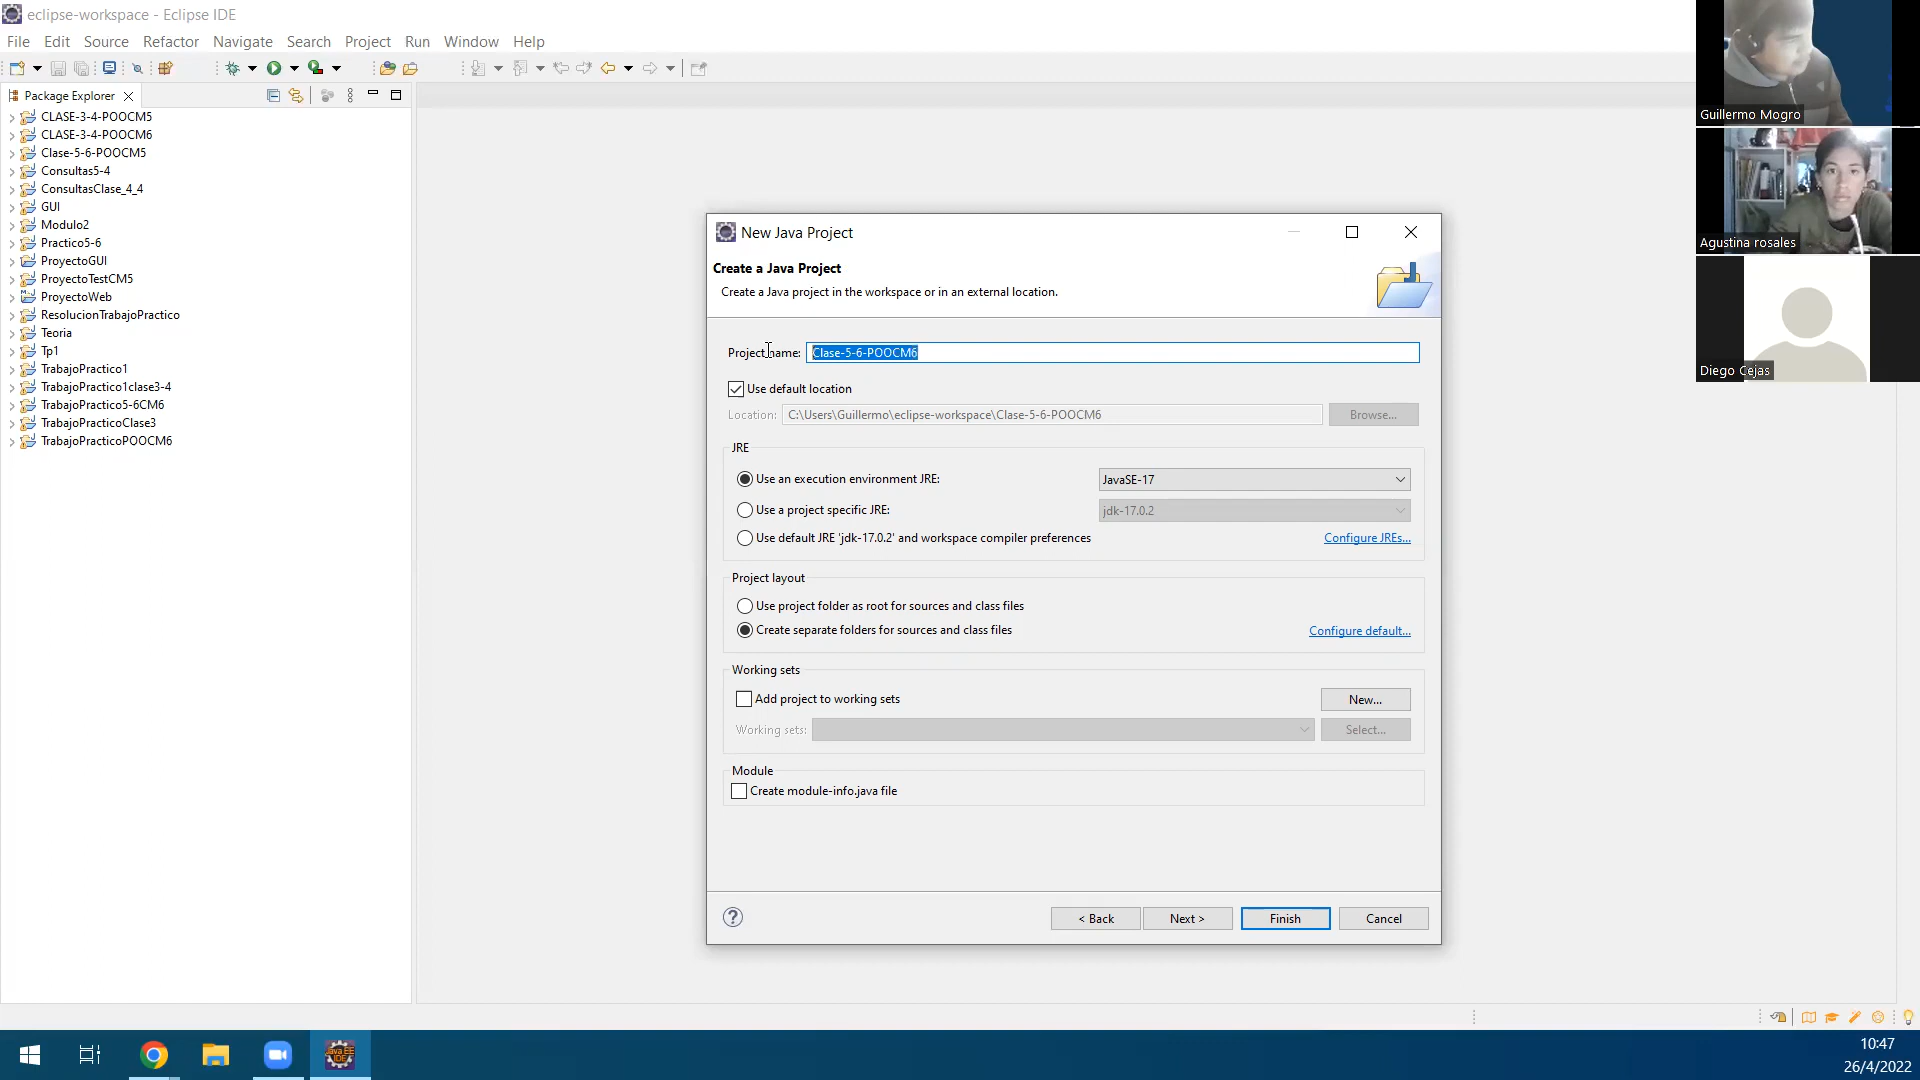 eclipse-workspace - Eclipse IDE
File Edit Source Refactor Navigate Search Project Run Window Help
Package Explorer
CLASE-3-4-POOCM5
CLASE-3-4-POOCM6
Clase-5-6-POOCM5
Consultas5-4
ConsultasClase_4_4
GUI
Modulo2
Practico5-6
ProyectoGUI
ProyectoTestCM5
ProyectoWeb
ResolucionTrabajoPractico
Teoria
Tp1
TrabajoPractico1
TrabajoPractico1clase3-4
TrabajoPractico5-6CM6
TrabajoPracticoClase3
TrabajoPracticoPOOCM6
New Java Project
Create a Java Project
Create a Java project in the workspace or in an external location.
Project name: Clase-5-6-POOCM6
Use default location
Location: C:\Users\Guillermo\eclipse-workspace\Clase-5-6-POOCM6 Browse...
JRE
Use an execution environment JRE: JavaSE-17
Use a project specific JRE: jdk-17.0.2
Use default JRE 'jdk-17.0.2' and workspace compiler preferences Configure JREs...
Project layout
Use project folder as root for sources and class files
Create separate folders for sources and class files Configure default...
Working sets
Add project to working sets New...
Working sets: Select...
Module
Create module-info.java file
< Back Next > Finish Cancel
Guillermo Mogro
Agustina rosales
Diego Cejas
Java EE
IDE
10:47
26/4/2022